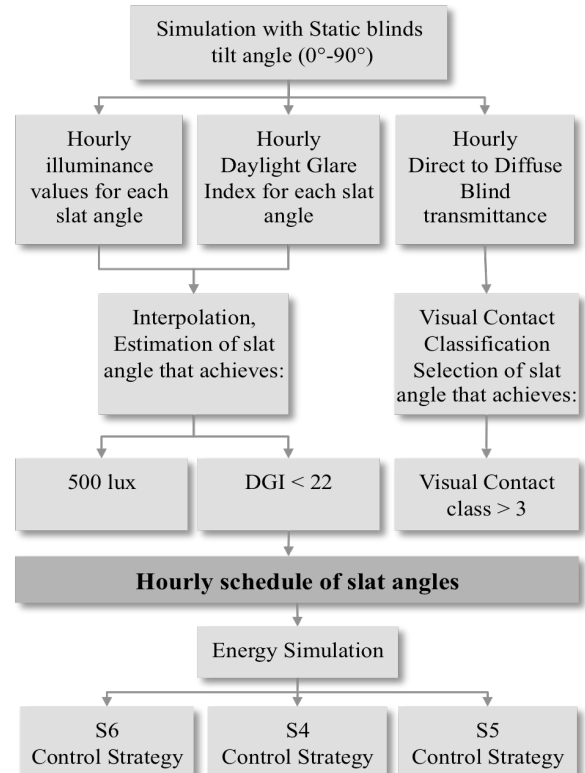 Simulation with Static blinds
tilt angle (0°-90°)
Hourly
illuminance
values for each
slat angle
Hourly
Daylight Glare
Index for each slat
angle
Hourly
Direct to Diffuse
Blind
transmittance
Interpolation,
Estimation of slat
angle that achieves:
Visual Contact
Classification
Selection of slat
angle that achieves:
500 lux
DGI < 22
Visual Contact
class > 3
Hourly schedule of slat angles
Energy Simulation
S6
Control Strategy
S4
Control Strategy
S5
Control Strategy